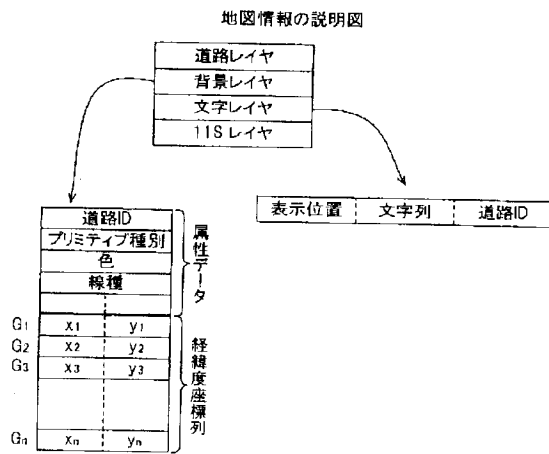 地図情報の説明図
道路レイヤ
背景レイヤ
文字レイヤ
11Sレイヤ
表示位置 文字列 道路ID
道路ID
プリミティブ種別
色
線種
属性データ
G1 x1 y1
G2 x2 y2
G3 x3 y3
Gn xn yn
経緯度座標列